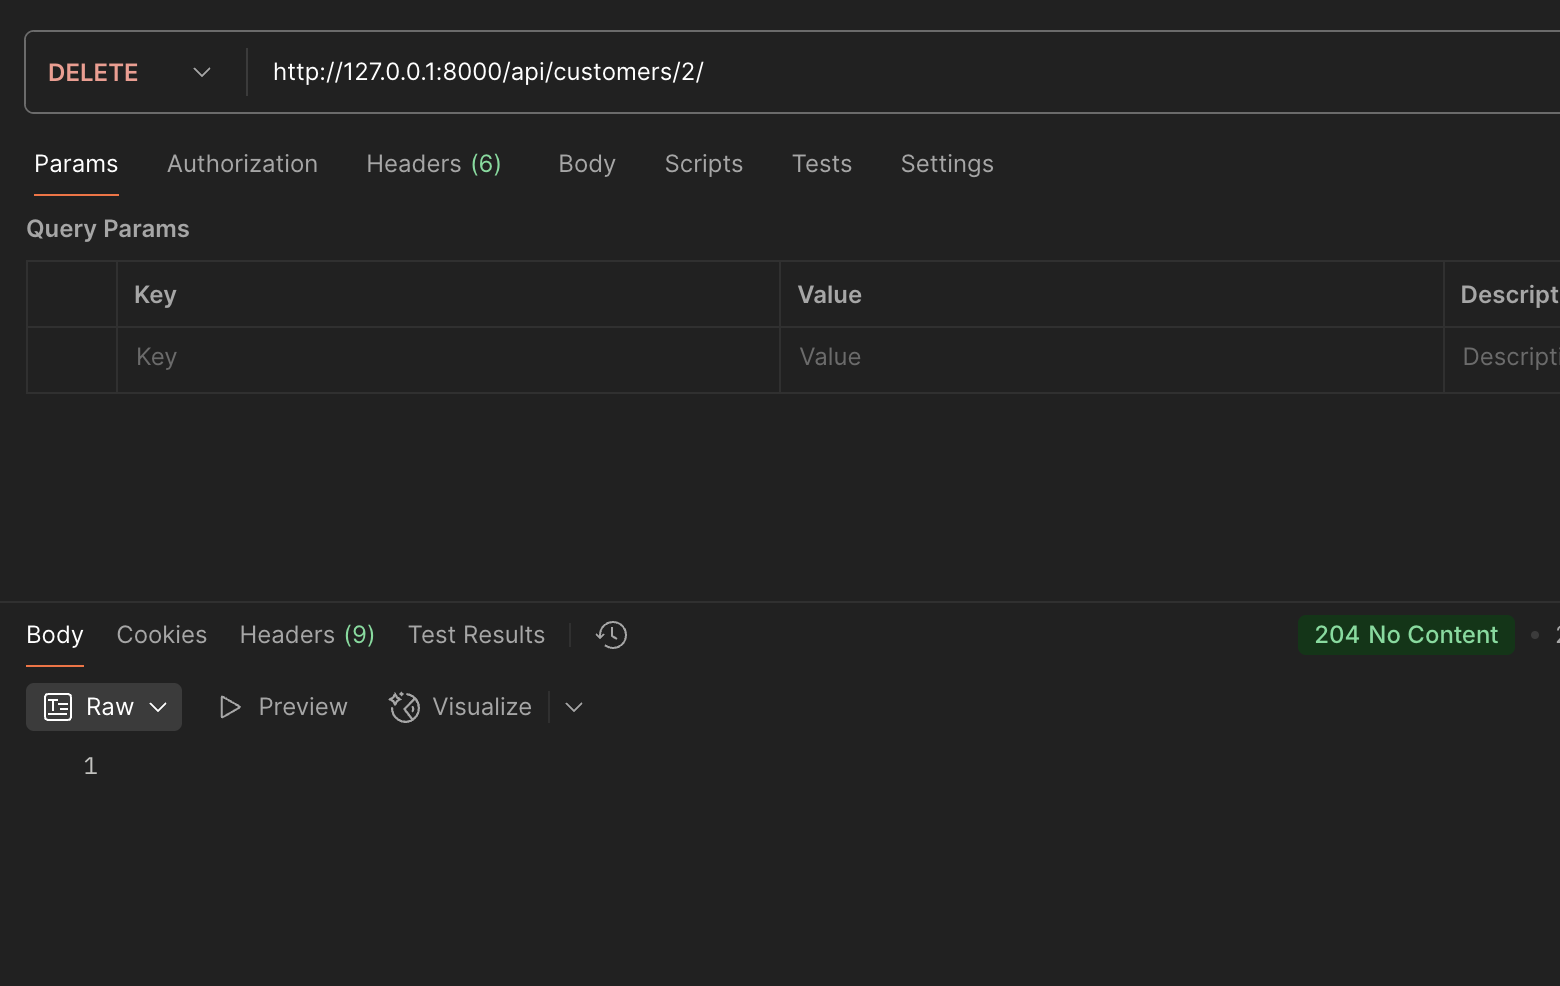 DELETE http://127.0.0.1:8000/api/customers/2/
Params Authorization Headers (6) Body Scripts Tests Settings
Query Params
Key Value Descript
Key Value Descripti
Body Cookies Headers (9) Test Results 204 No Content
Raw Preview Visualize
1